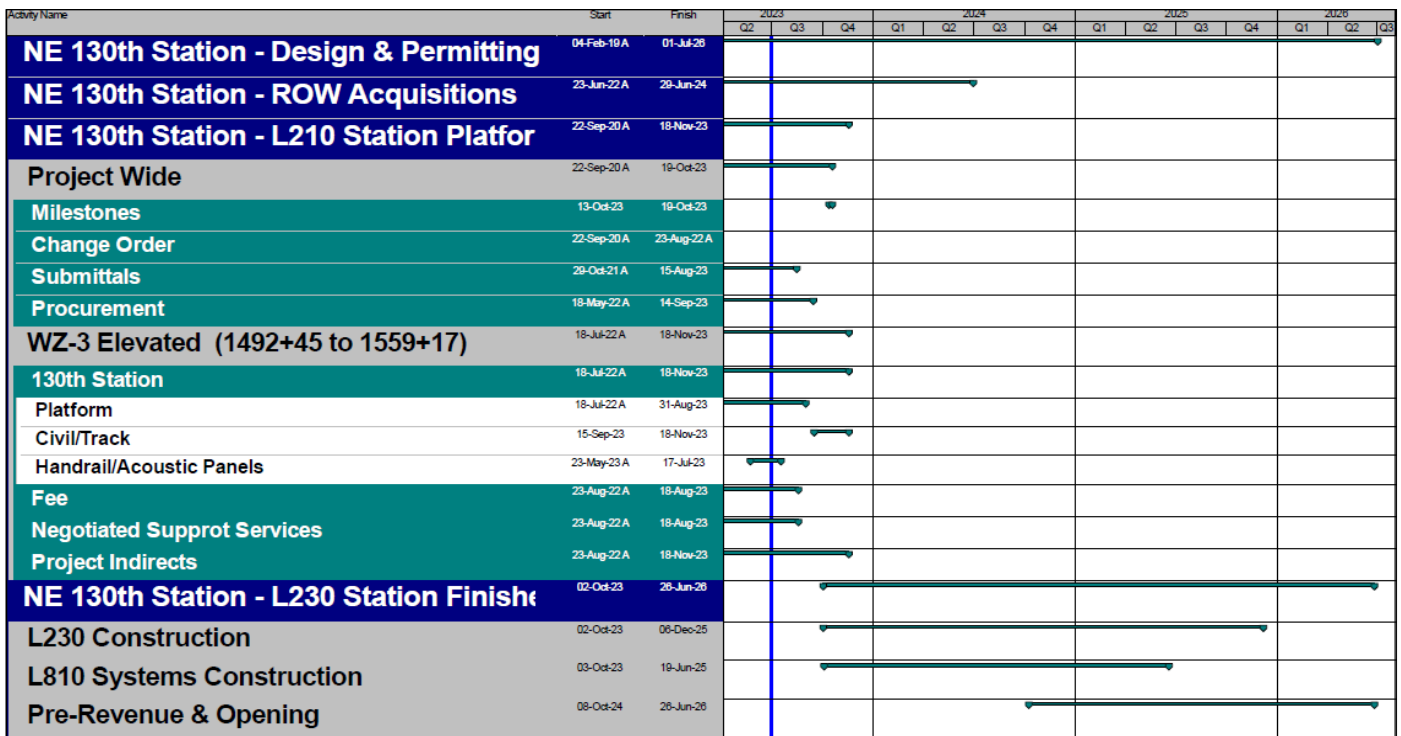 Activity Name Start Finish 2023 2024 2025 2026
Q2 Q3 Q4 Q1 Q2 Q3 Q4 Q1 Q2 Q3 Q4 Q1 Q2 Q3
NE 130th Station - Design & Permitting 04-Feb-19 A 01-Jul-26
NE 130th Station - ROW Acquisitions 23-Jun-22 A 29-Jun-24
NE 130th Station - L210 Station Platfor 22-Sep-20 A 18-Nov-23
Project Wide 22-Sep-20 A 19-Oct-23
Milestones 13-Oct-23 19-Oct-23
Change Order 22-Sep-20 A 23-Aug-22 A
Submittals 29-Oct-21 A 15-Aug-23
Procurement 18-May-22 A 14-Sep-23
WZ-3 Elevated (1492+45 to 1559+17) 18-Jul-22 A 18-Nov-23
130th Station 18-Jul-22 A 18-Nov-23
Platform 18-Jul-22 A 31-Aug-23
Civil/Track 15-Sep-23 18-Nov-23
Handrail/Acoustic Panels 23-May-23 A 17-Jul-23
Fee 23-Aug-22 A 18-Aug-23
Negotiated Supprot Services 23-Aug-22 A 18-Aug-23
Project Indirects 23-Aug-22 A 18-Nov-23
NE 130th Station - L230 Station Finishe 02-Oct-23 26-Jun-26
L230 Construction 02-Oct-23 06-Dec-25
L810 Systems Construction 03-Oct-23 19-Jun-25
Pre-Revenue & Opening 08-Oct-24 26-Jun-26